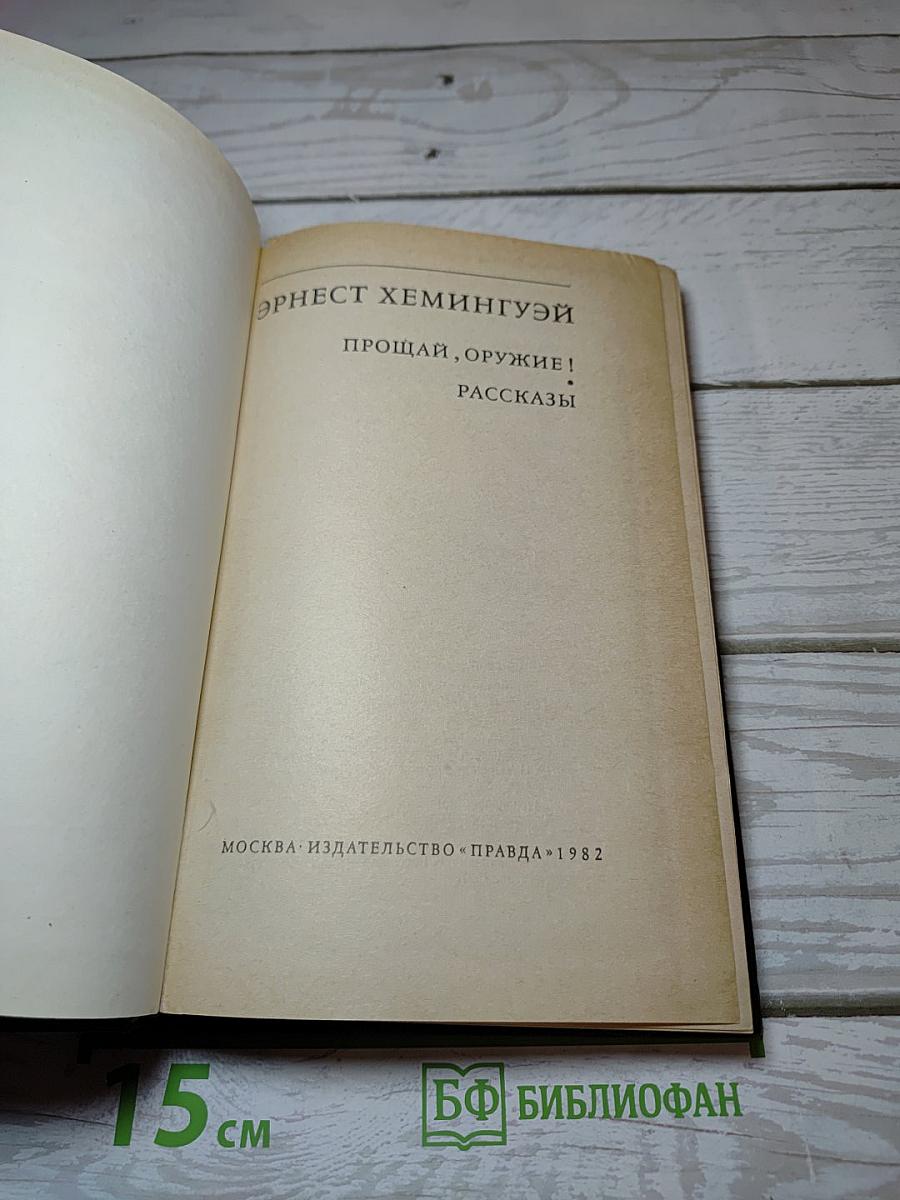 ЭРНЕСТ ХЕМИНГУЭЙ
ПРОЩАЙ, ОРУЖИЕ!
•
РАССКАЗЫ
МОСКВА · ИЗДАТЕЛЬСТВО «ПРАВДА» 1982
15 см
БФ БИБЛИОФАН